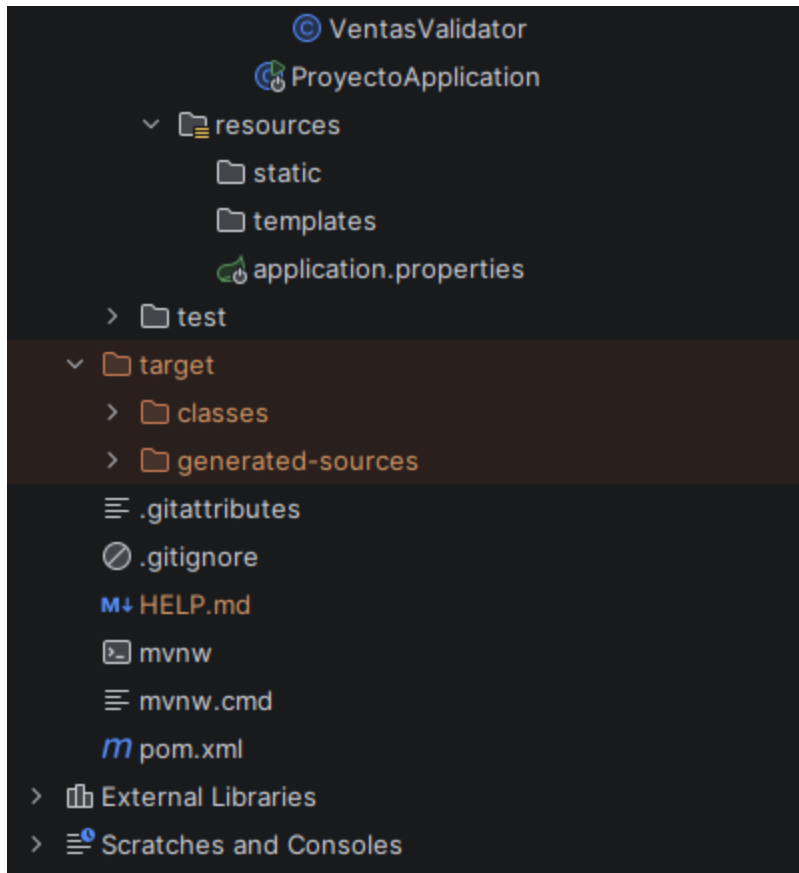 VentasValidator
ProyectoApplication
resources
static
templates
application.properties
test
target
classes
generated-sources
.gitattributes
.gitignore
HELP.md
mvnw
mvnw.cmd
pom.xml
External Libraries
Scratches and Consoles